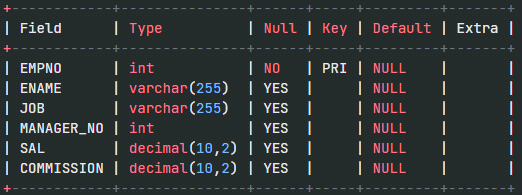 +------------+---------------+------+-----+---------+-------+
| Field      | Type          | Null | Key | Default | Extra |
+------------+---------------+------+-----+---------+-------+
| EMPNO      | int           | NO   | PRI | NULL    |       |
| ENAME      | varchar(255)  | YES  |     | NULL    |       |
| JOB        | varchar(255)  | YES  |     | NULL    |       |
| MANAGER_NO | int           | YES  |     | NULL    |       |
| SAL        | decimal(10,2) | YES  |     | NULL    |       |
| COMMISSION | decimal(10,2) | YES  |     | NULL    |       |
+------------+---------------+------+-----+---------+-------+